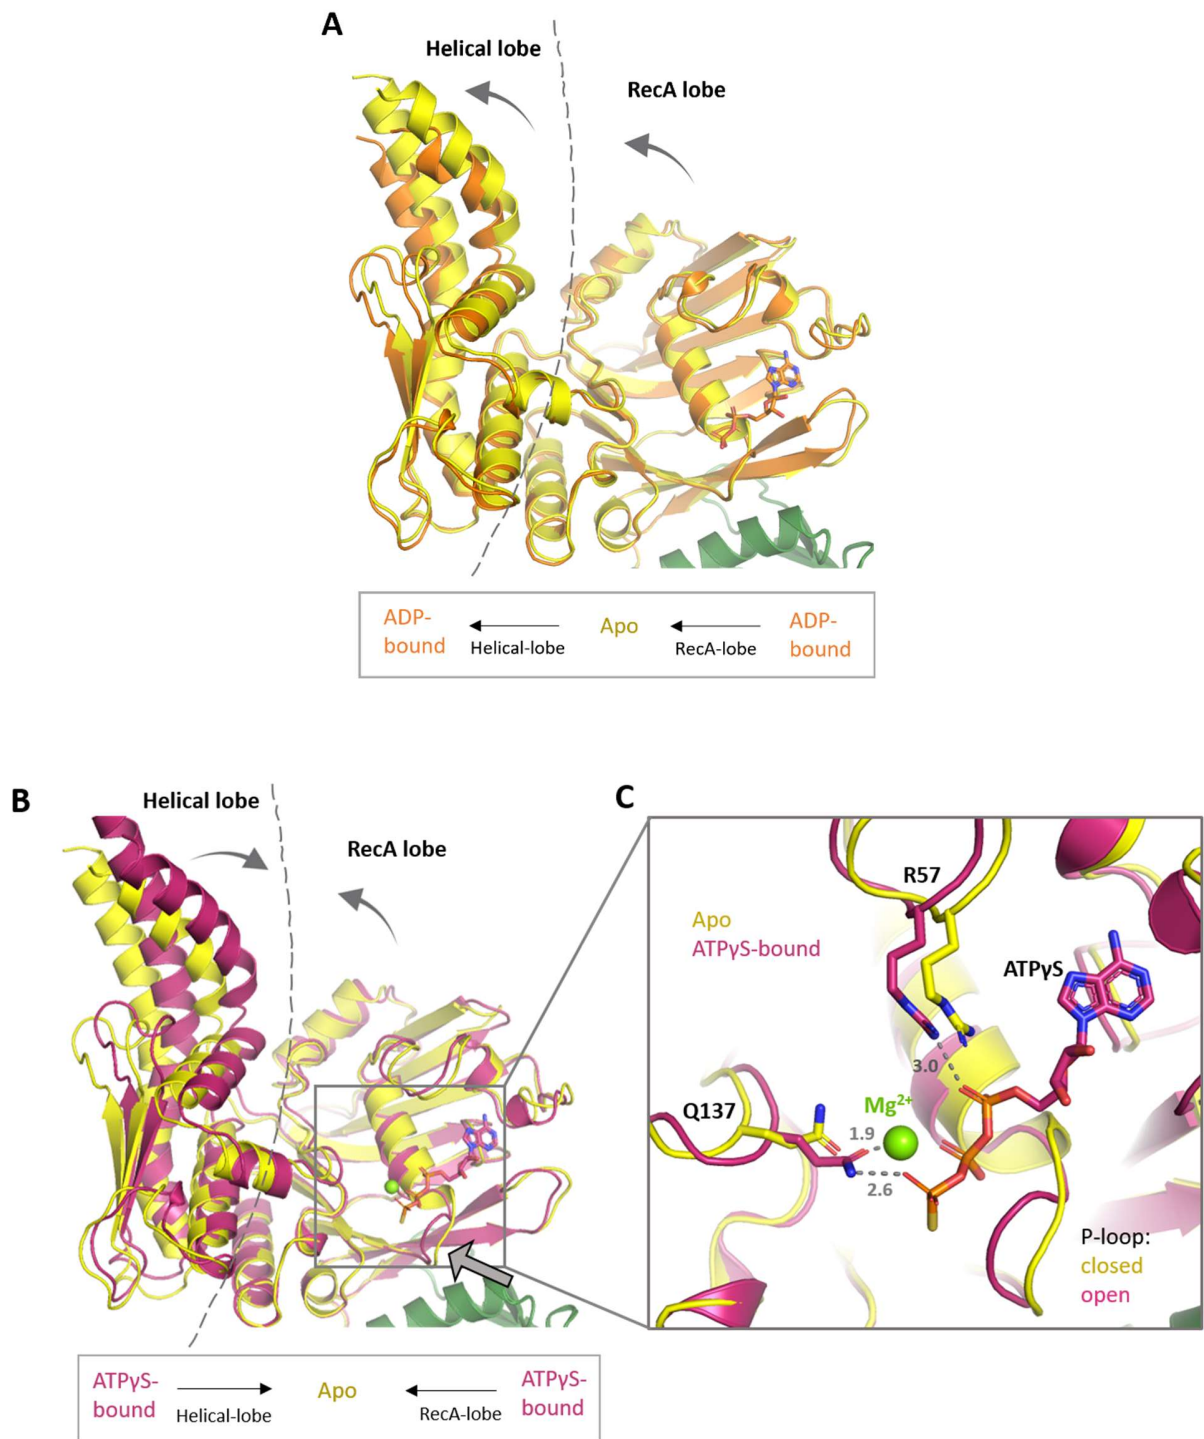 A
Helical lobe
RecA lobe
ADP-
bound
Helical-lobe
Apo
RecA-lobe
ADP-
bound
B
Helical lobe
RecA lobe
ATPγS-
bound
Helical-lobe
Apo
RecA-lobe
ATPγS-
bound
C
R57
Apo
ATPγS-bound
ATPγS
3.0
Q137
Mg²⁺
1.9
2.6
P-loop:
closed
open